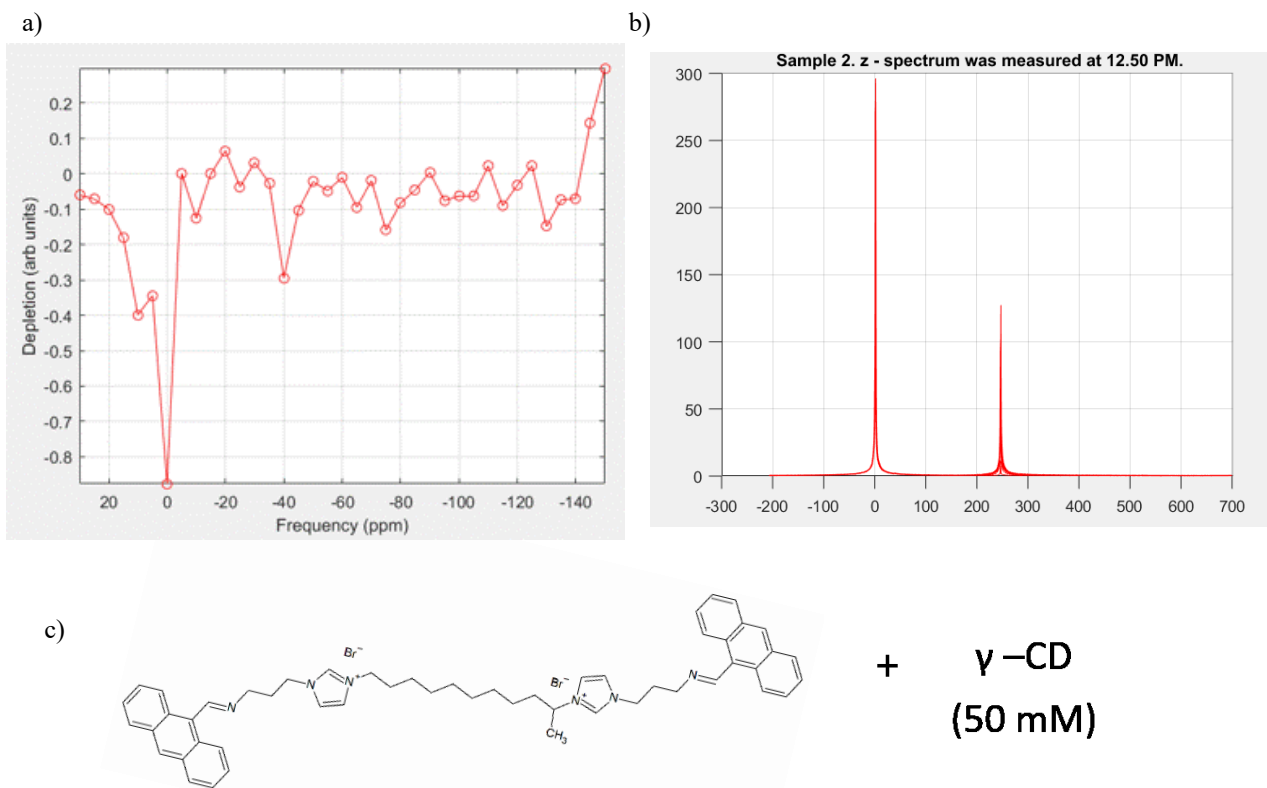 a)
0.2
0.1
0
-0.1
-0.2
-0.3
-0.4
-0.5
-0.6
-0.7
-0.8
20 0 -20 -40 -60 -80 -100 -120 -140
Depletion (arb units)
Frequency (ppm)
b)
Sample 2. z - spectrum was measured at 12.50 PM.
300
250
200
150
100
50
0
-300 -200 -100 0 100 200 300 400 500 600 700
c)
Br⁻
N
N
N⁺
Br⁻
N⁺
N
N
CH₃
+
γ –CD
(50 mM)